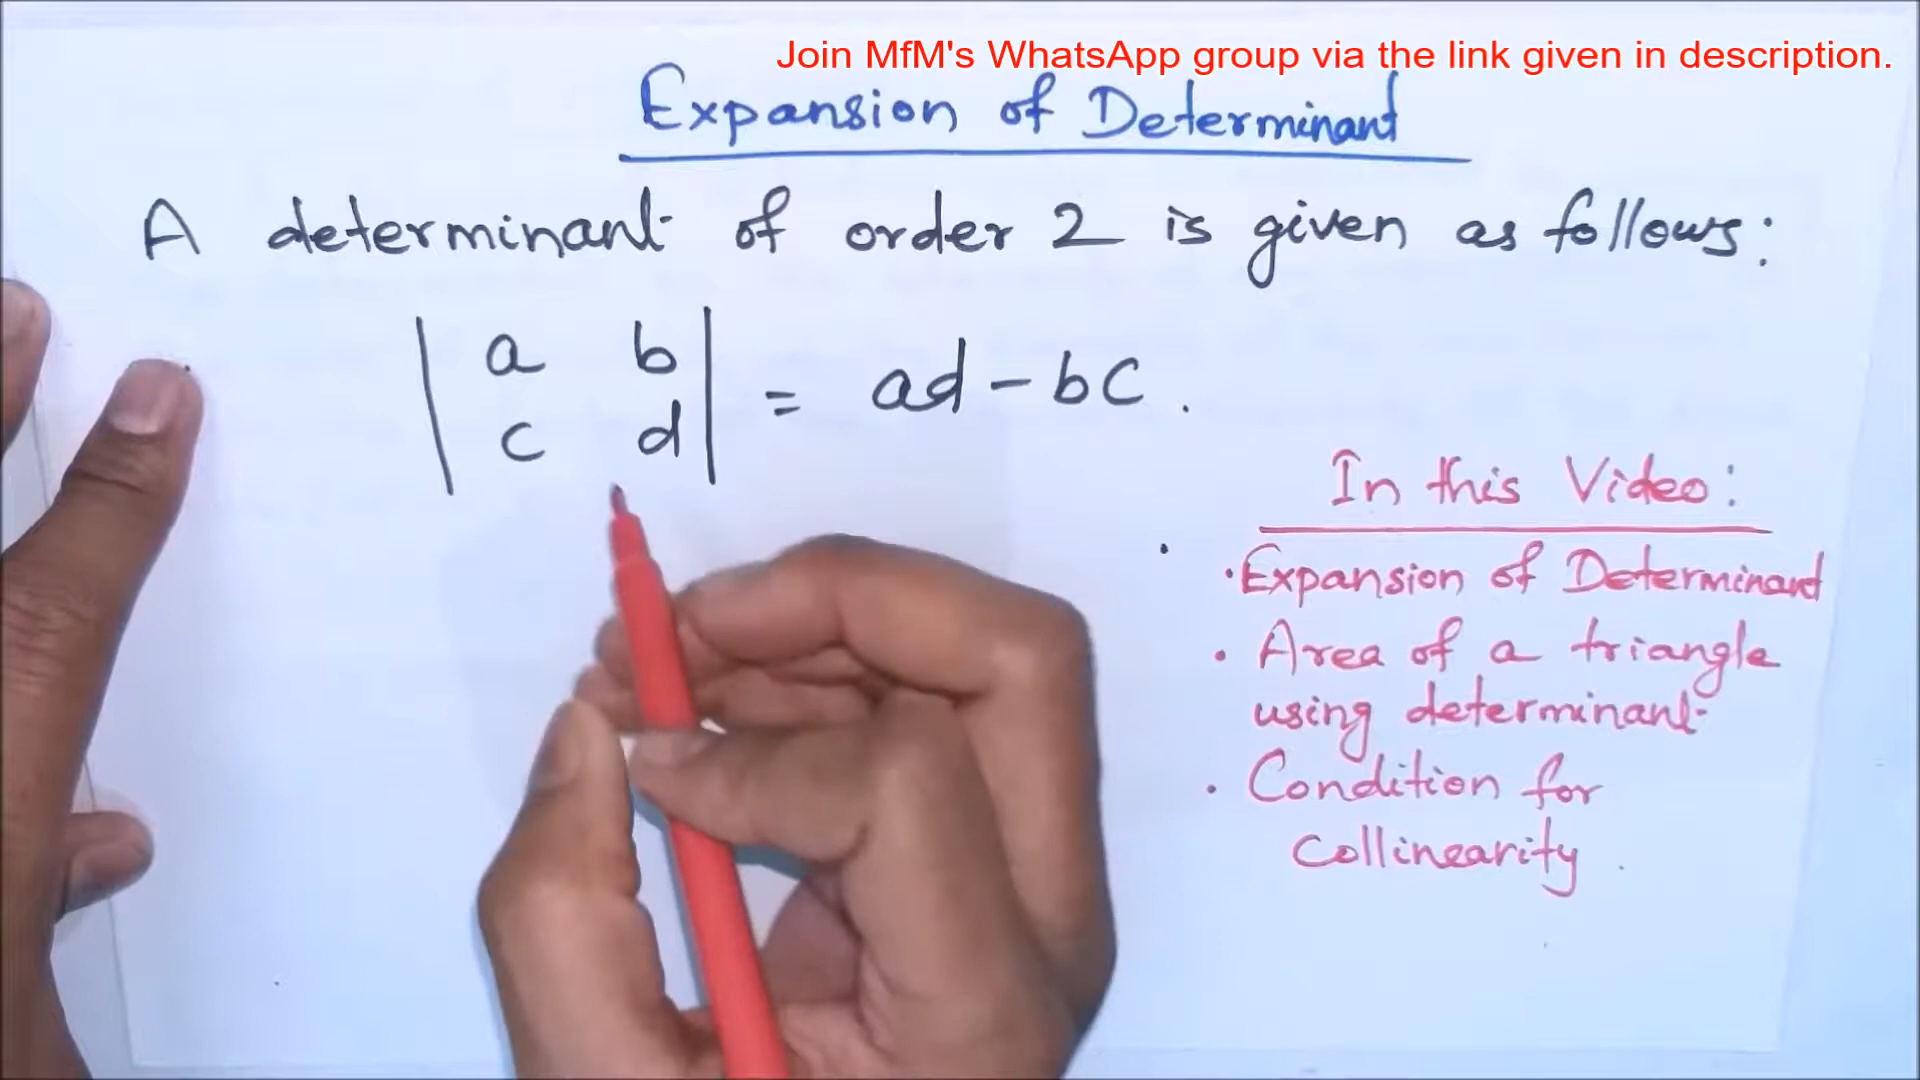 Join MfM's WhatsApp group via the link given in description.
Expansion of Determinant
A determinant of order 2 is given as follows:
| a b |
| c d | = ad - bc.
In this Video:
• Expansion of Determinant
• Area of a triangle
using determinant
• Condition for
Collinearity